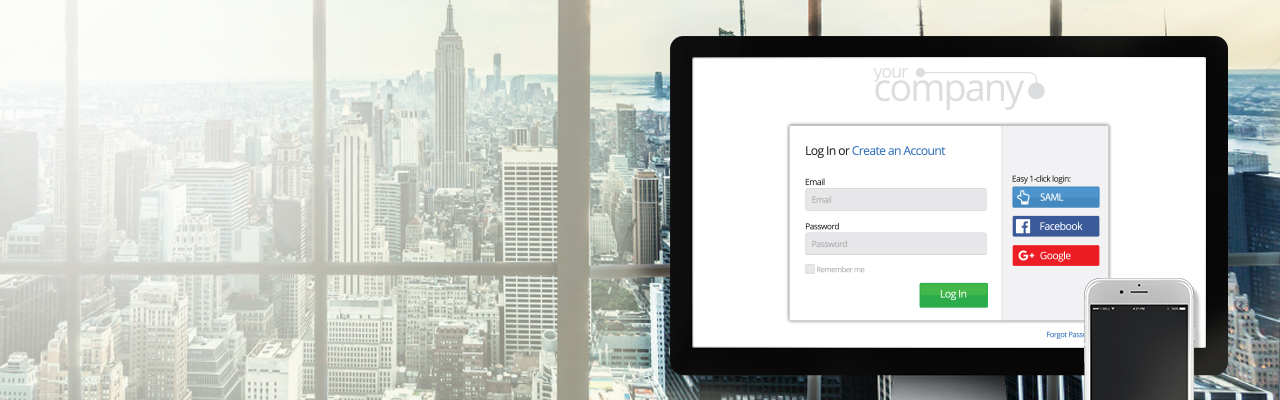 your
company
Log In or Create an Account
Email
Email
Password
Password
Remember me
Log In
Easy 1-click login:
SAML
Facebook
Google
Forgot Pass